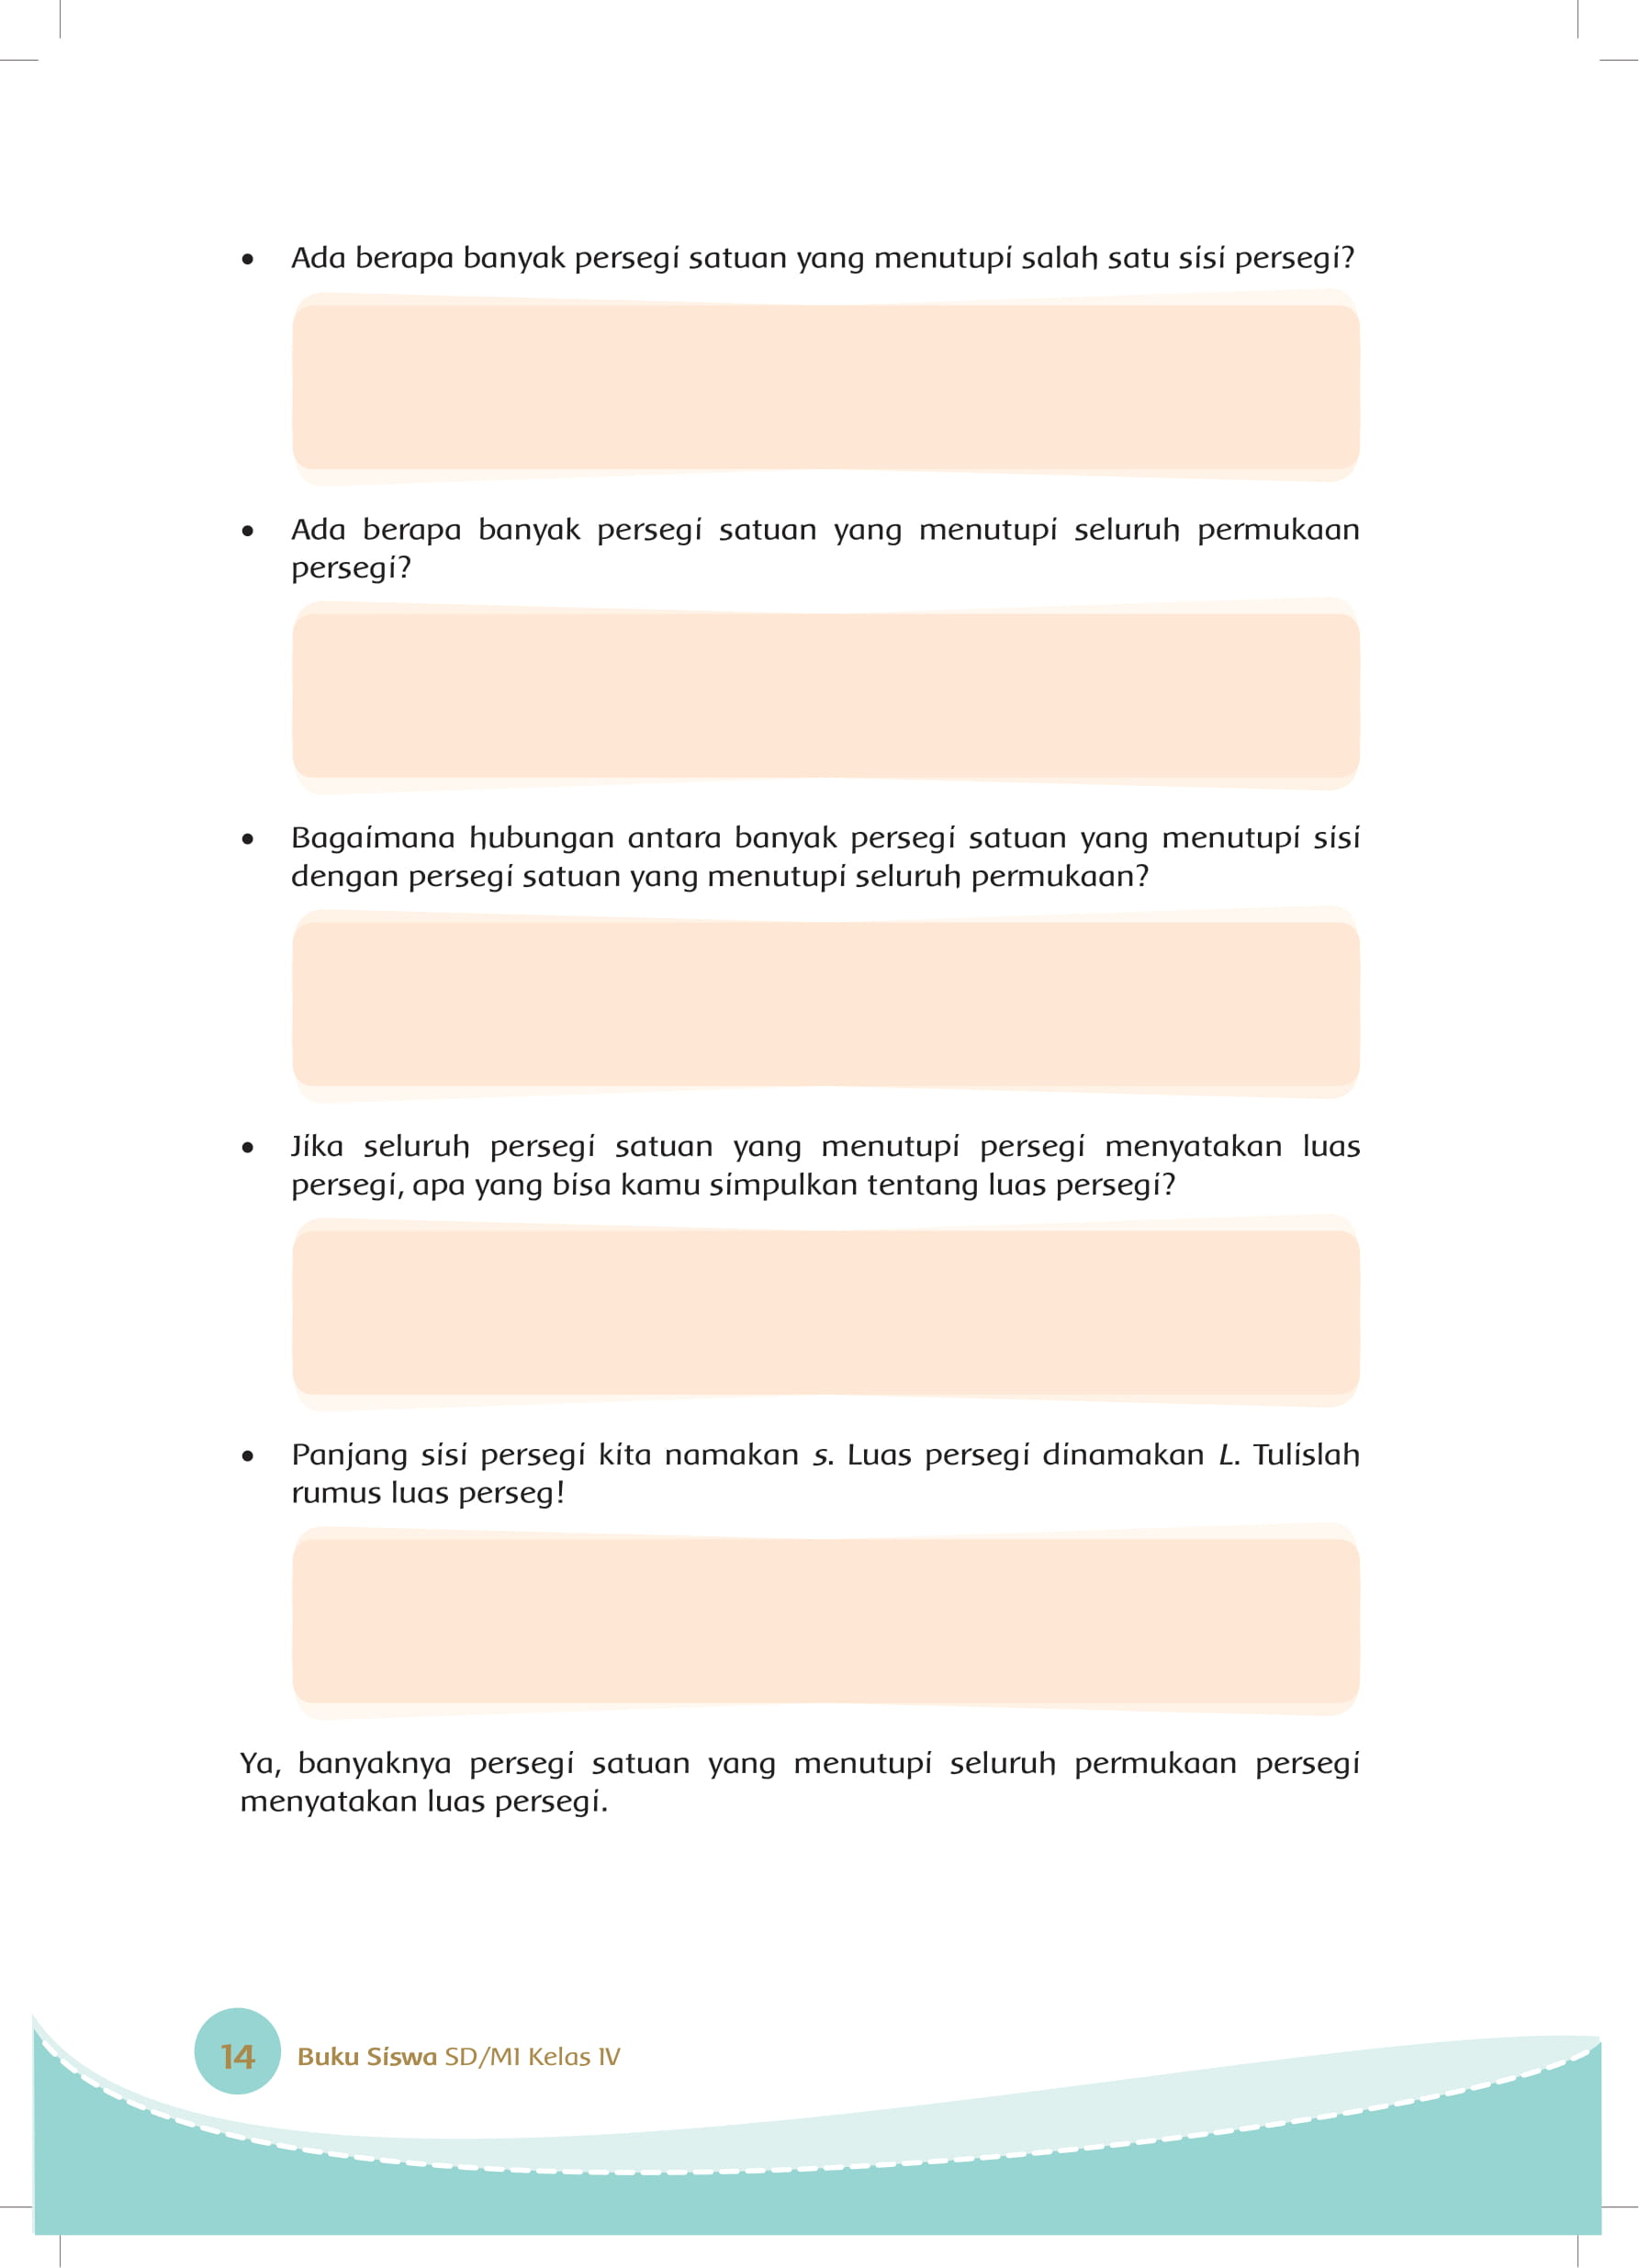 • Ada berapa banyak persegi satuan yang menutupi salah satu sisi persegi?
• Ada berapa banyak persegi satuan yang menutupi seluruh permukaan
persegi?
• Bagaimana hubungan antara banyak persegi satuan yang menutupi sisi
dengan persegi satuan yang menutupi seluruh permukaan?
• Jika seluruh persegi satuan yang menutupi persegi menyatakan luas
persegi, apa yang bisa kamu simpulkan tentang luas persegi?
• Panjang sisi persegi kita namakan s. Luas persegi dinamakan L. Tulislah
rumus luas perseg!
Ya, banyaknya persegi satuan yang menutupi seluruh permukaan persegi
menyatakan luas persegi.
14 Buku Siswa SD/MI Kelas IV